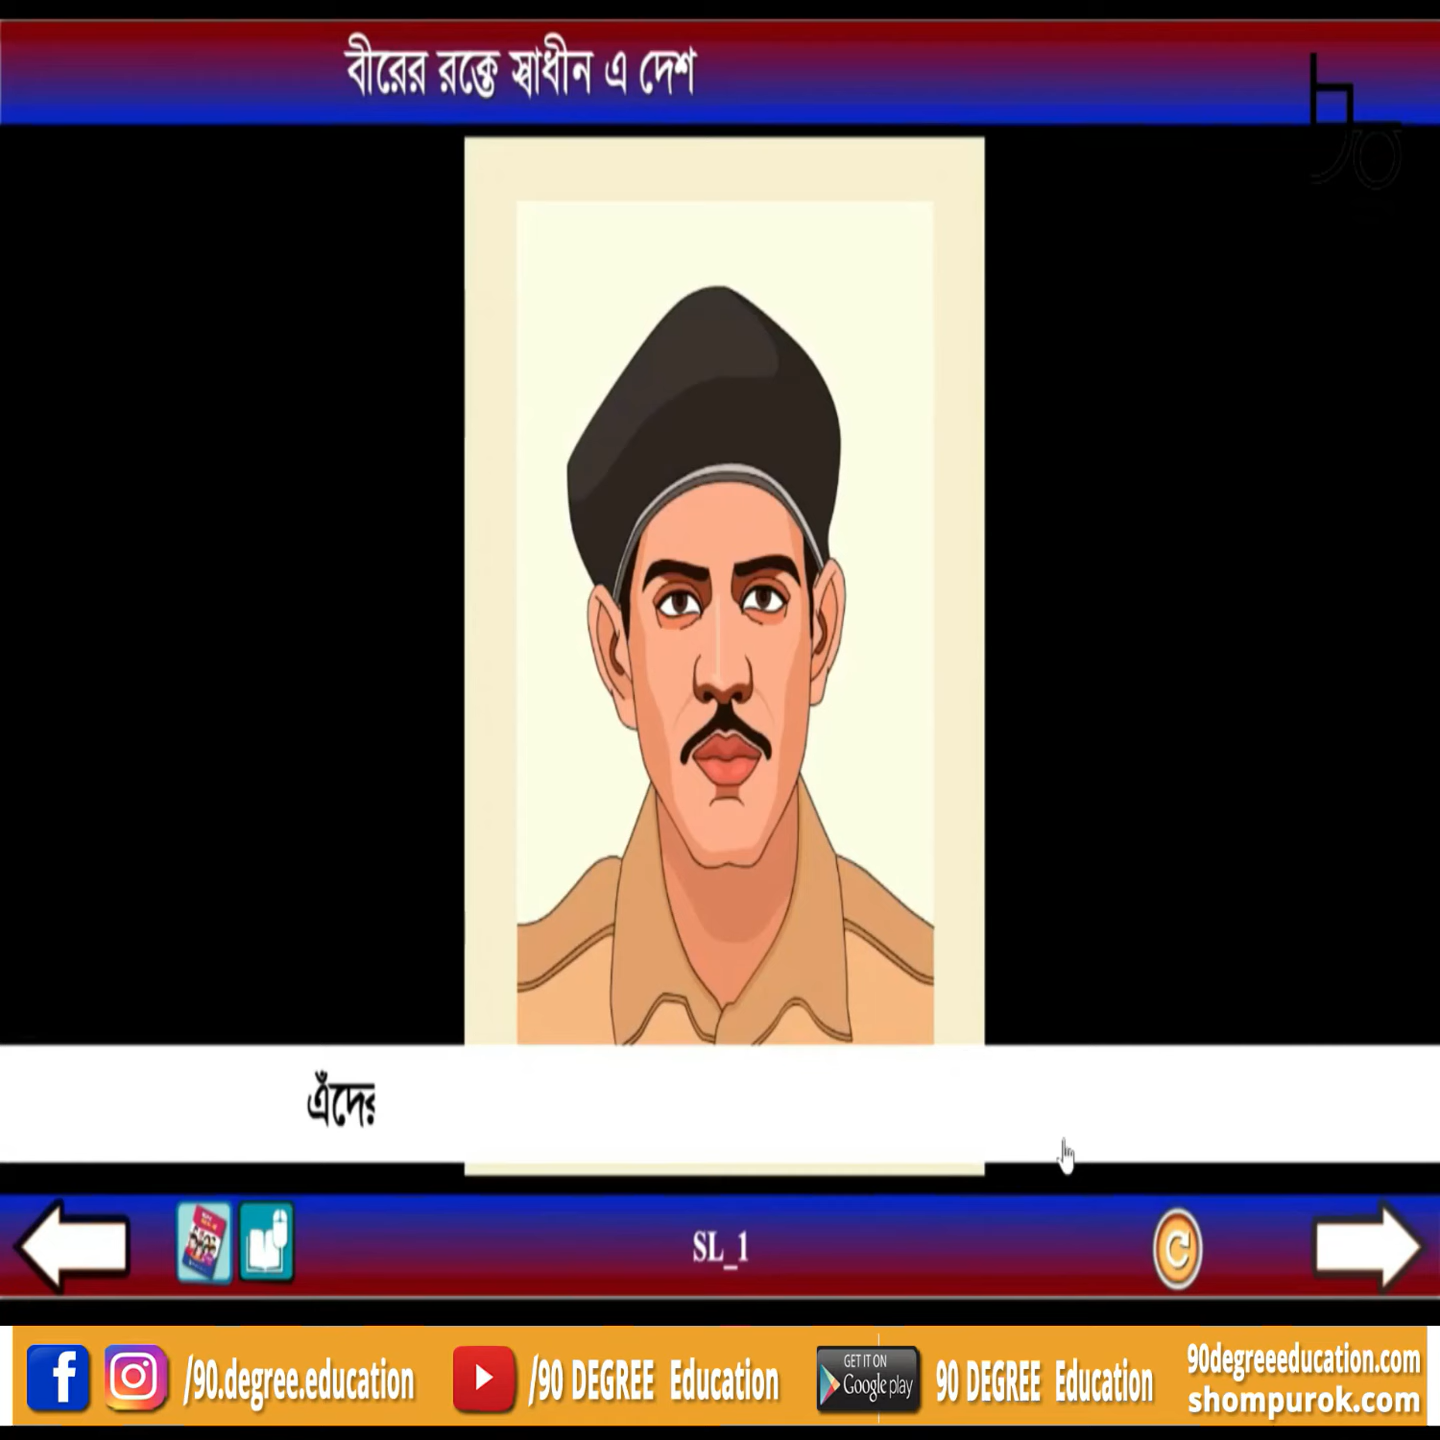 বীরের রক্তে স্বাধীন এ দেশ
৯০
এঁদের
SL_1
/90.degree.education
/90 DEGREE Education
GET IT ON
Google play
90 DEGREE Education
90degreeeducation.com
shompurok.com